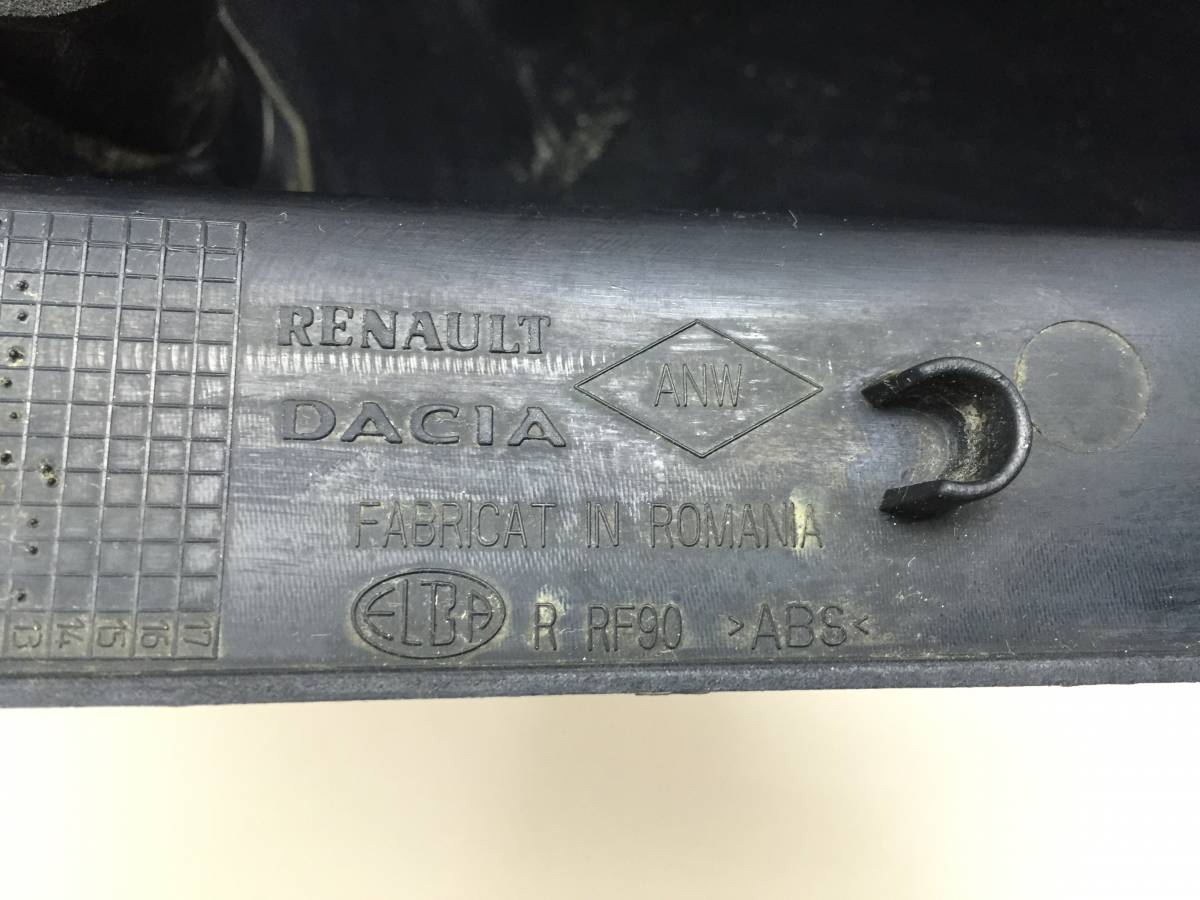 RENAULT
DACIA
ANW
FABRICAT IN ROMANIA
ELBA R RF90 >ABS<
13 14 15 16 17